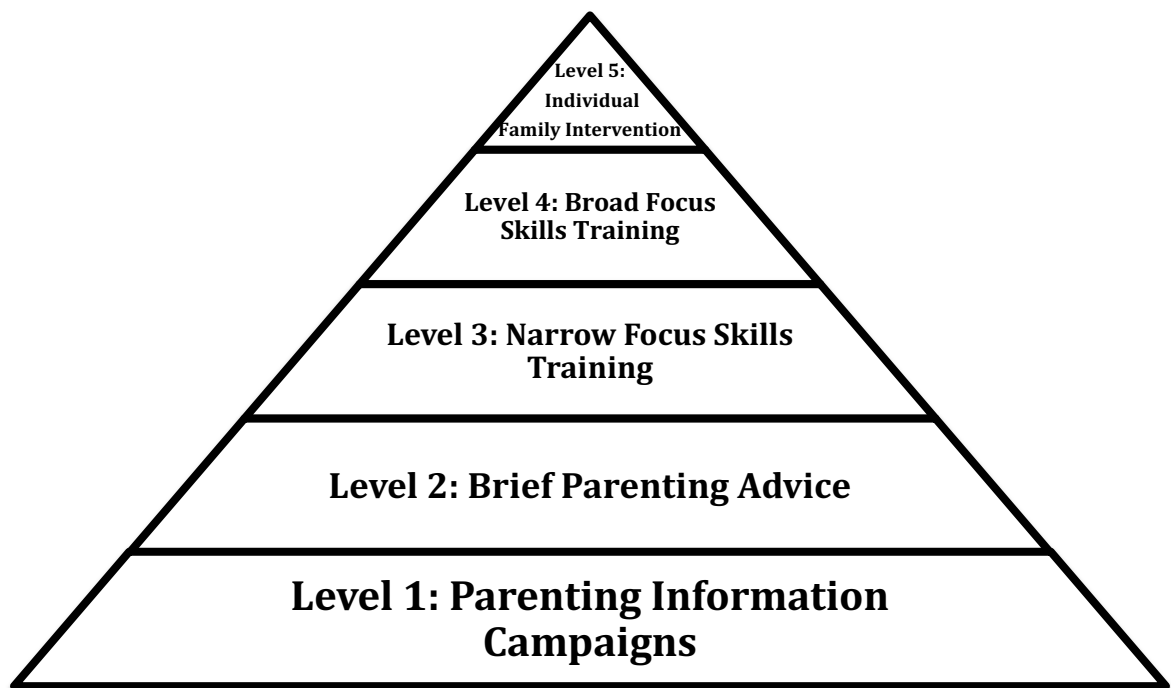 Level 5:
Individual
Family Intervention
Level 4: Broad Focus
Skills Training
Level 3: Narrow Focus Skills
Training
Level 2: Brief Parenting Advice
Level 1: Parenting Information
Campaigns